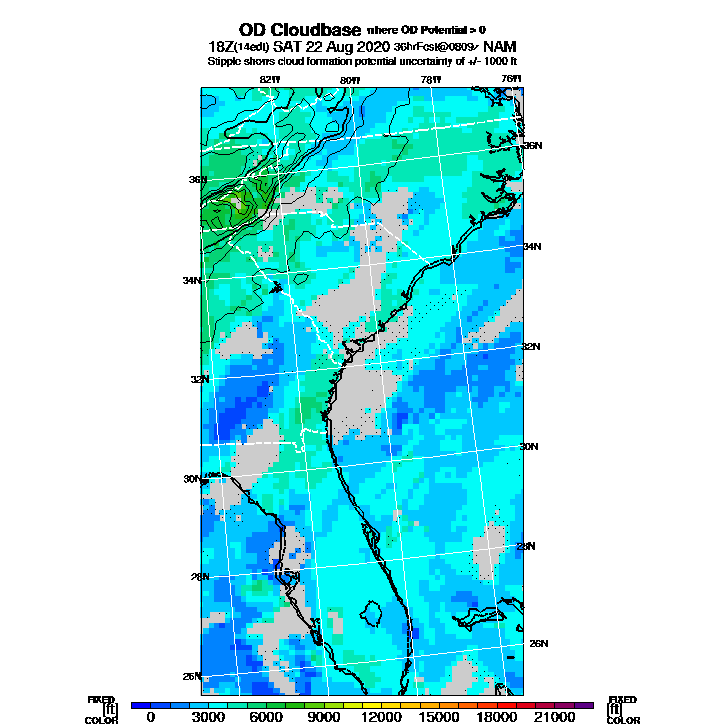 OD Cloudbase where OD Potential > 0
18Z(14edt) SAT 22 Aug 2020 36hrFcst@0809z NAM
Stipple shows cloud formation potential uncertainty of +/- 1000 ft
82W 80W 78W 76W
36N 36N
34N 34N
32N 32N
30N 30N
28N 28N
26N 26N
FIXED FIXED
[ft] [ft]
COLOR COLOR
0 3000 6000 9000 12000 15000 18000 21000